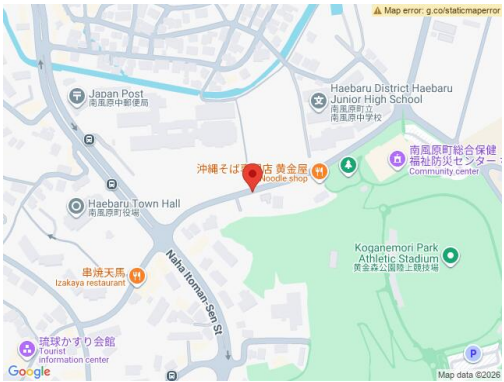 Map error: g.co/staticmaperror
Japan Post
南風原中郵便局
Haebaru District Haebaru
Junior High School
南風原町立
南風原中学校
沖縄そば
店 黄金屋
Noodle shop
南風原町総合保健
福祉防災センター
Community center
Haebaru Town Hall
南風原町役場
Koganemori Park
Athletic Stadium
黄金森公園陸上競技場
串焼天馬
Izakaya restaurant
Naha Itoman-Sen St
琉球かすり会館
Tourist
information center
P
Google
Map data ©2026